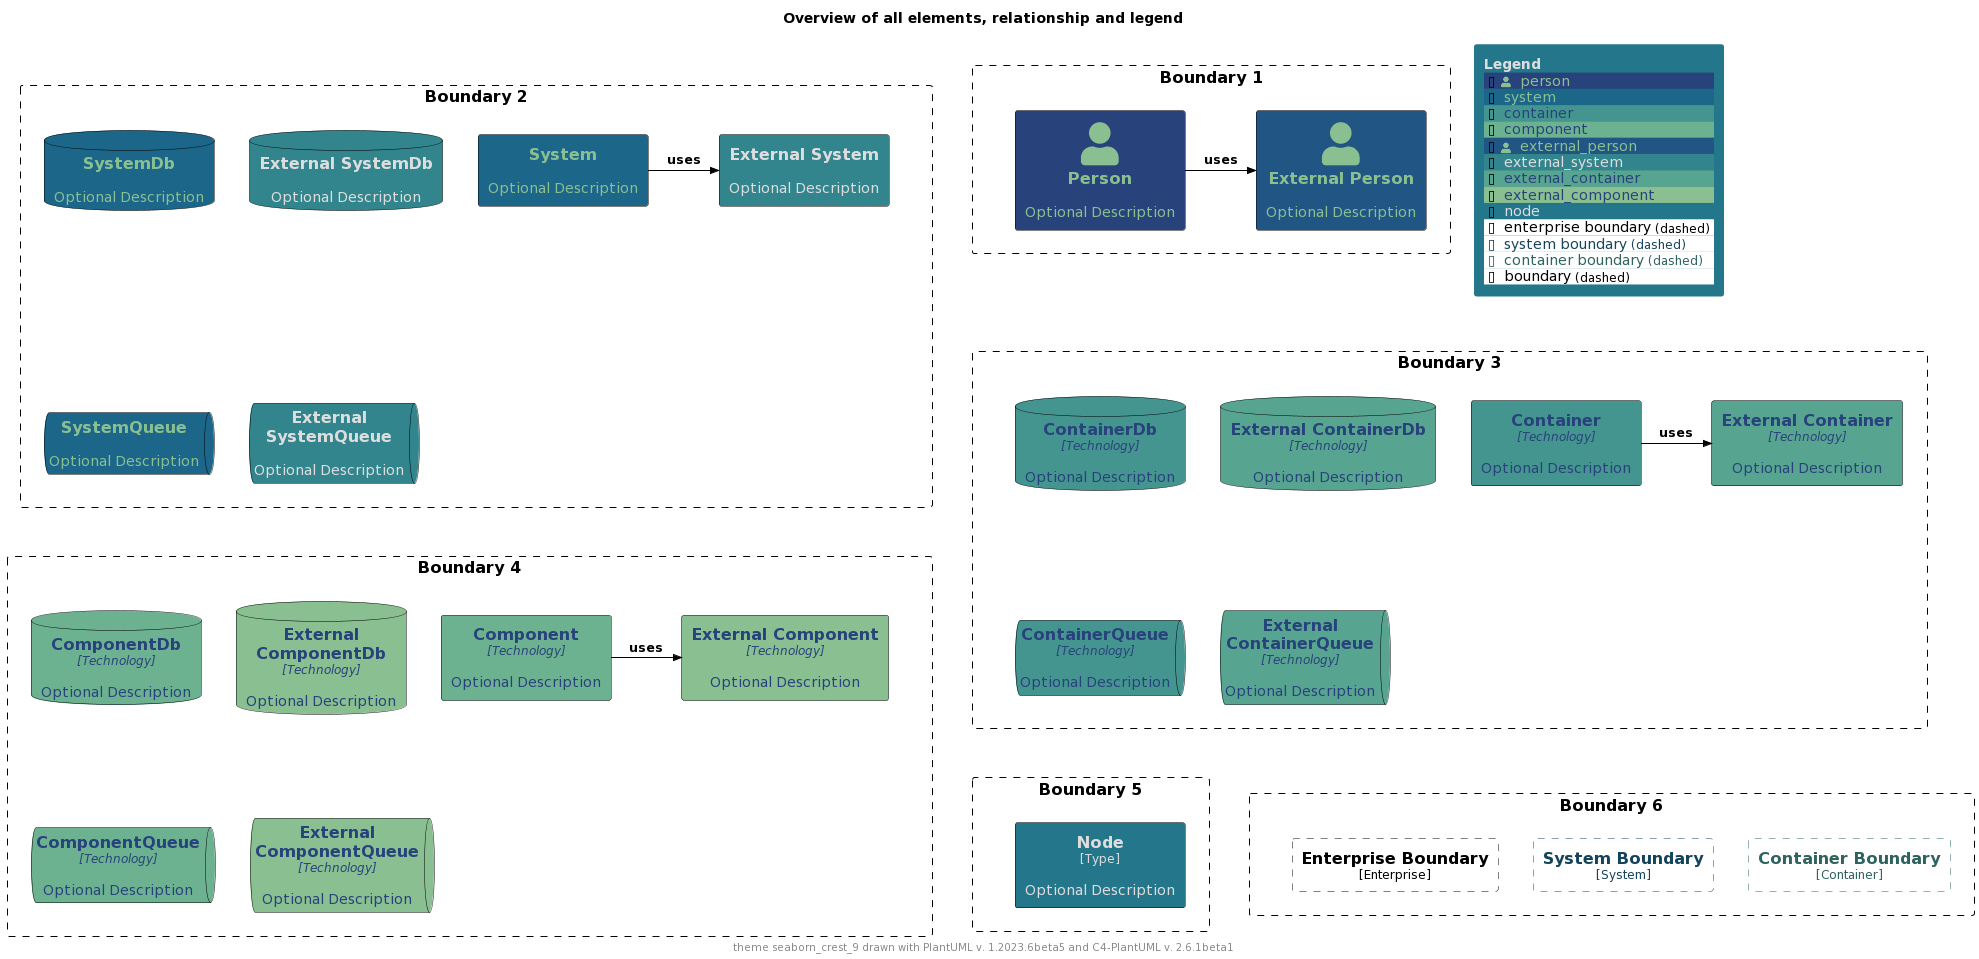 Overview of all elements, relationship and legend
Boundary 2
SystemDb
Optional Description
External SystemDb
Optional Description
System
Optional Description
uses
External System
Optional Description
SystemQueue
Optional Description
External
SystemQueue
Optional Description
Boundary 1
Person
Optional Description
uses
External Person
Optional Description
Legend
person
system
container
component
external_person
external_system
external_container
external_component
node
enterprise boundary (dashed)
system boundary (dashed)
container boundary (dashed)
boundary (dashed)
Boundary 3
ContainerDb
[Technology]
Optional Description
External ContainerDb
[Technology]
Optional Description
Container
[Technology]
Optional Description
uses
External Container
[Technology]
Optional Description
ContainerQueue
[Technology]
Optional Description
External
ContainerQueue
[Technology]
Optional Description
Boundary 4
ComponentDb
[Technology]
Optional Description
External
ComponentDb
[Technology]
Optional Description
Component
[Technology]
Optional Description
uses
External Component
[Technology]
Optional Description
ComponentQueue
[Technology]
Optional Description
External
ComponentQueue
[Technology]
Optional Description
Boundary 5
Node
[Type]
Optional Description
Boundary 6
Enterprise Boundary
[Enterprise]
System Boundary
[System]
Container Boundary
[Container]
theme seaborn_crest_9 drawn with PlantUML v. 1.2023.6beta5 and C4-PlantUML v. 2.6.1beta1